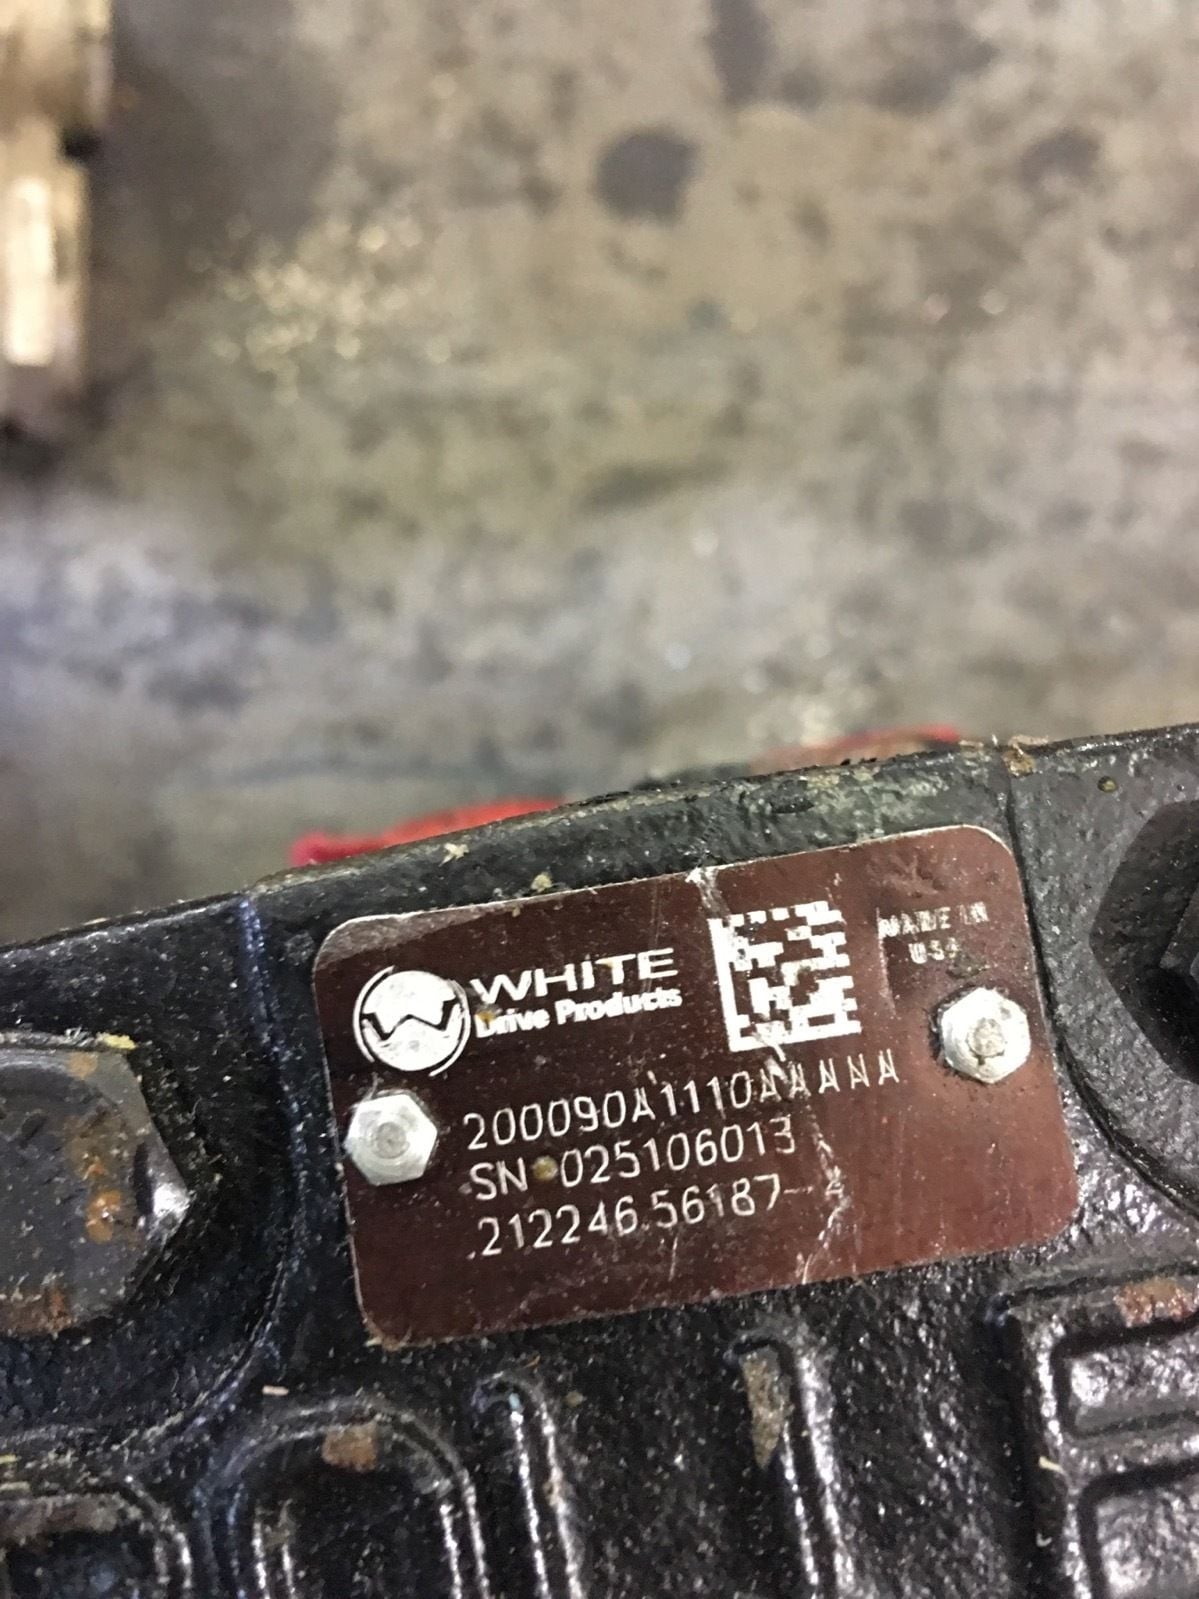 WHITE
Drive Products
MADE IN
USA
200090A1110AAAAA
SN 025106013
.212246.56187-